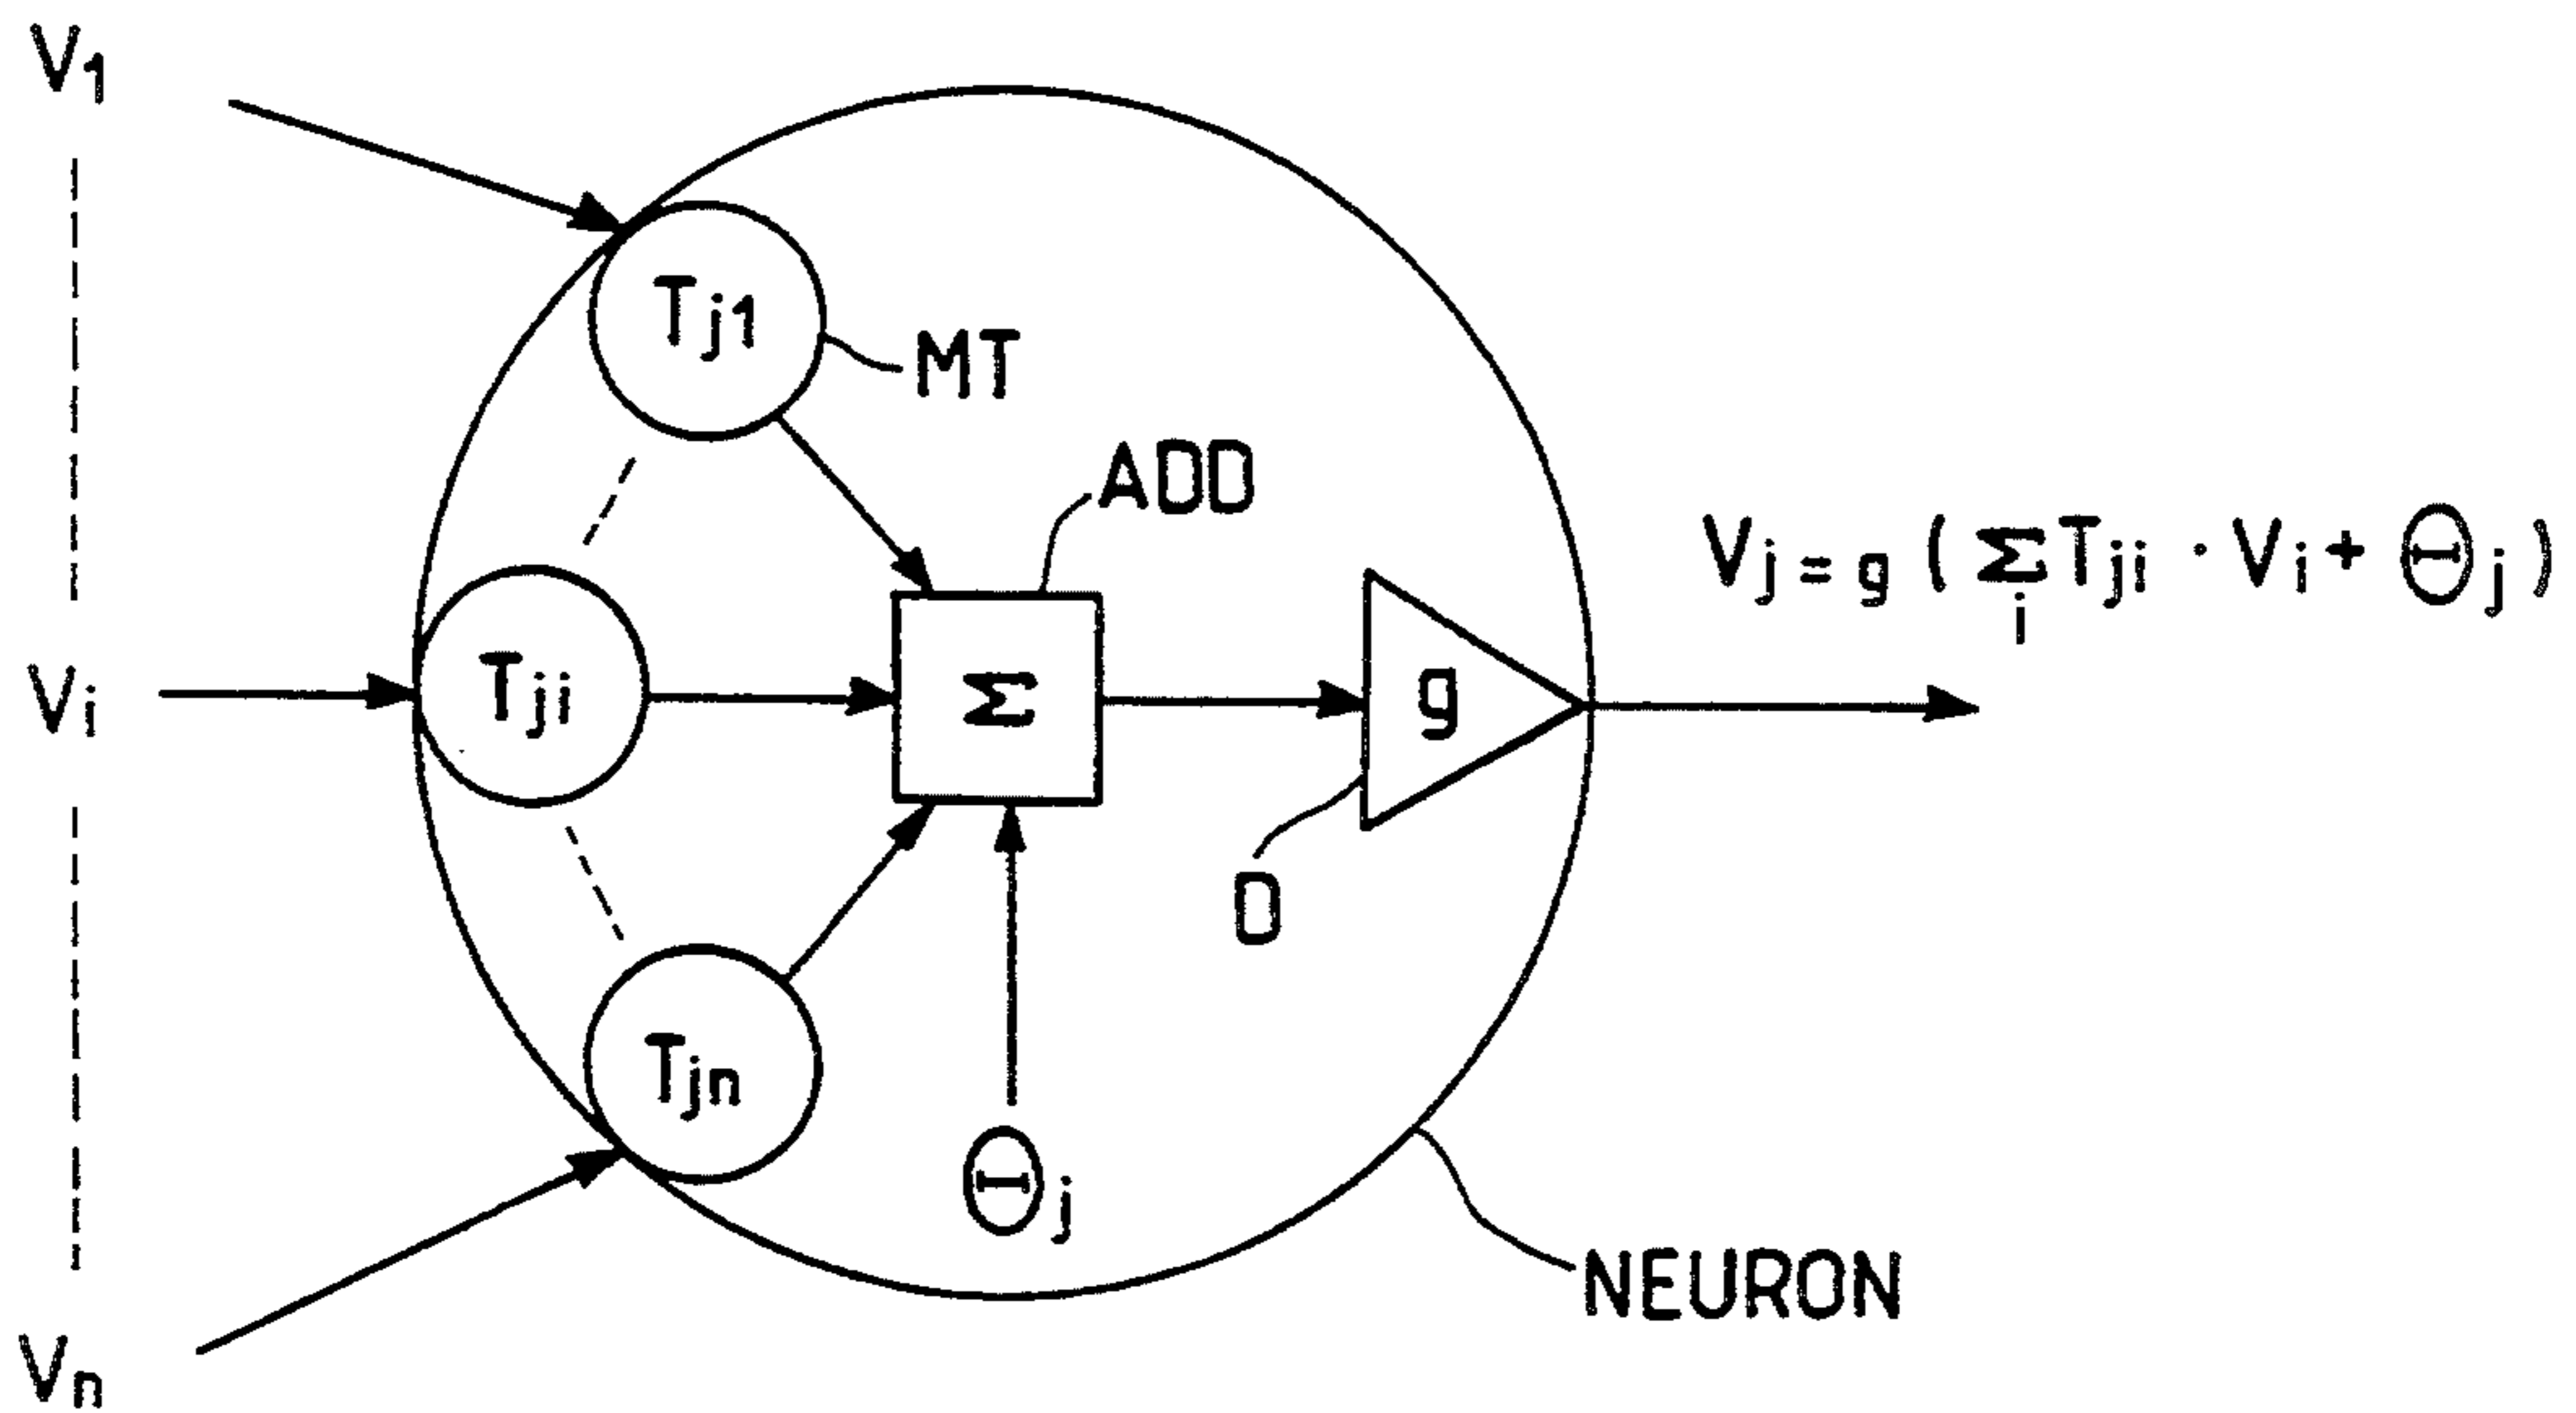 V1
Tj1
MT
ADD
Vj = g ( Σ Tji · Vi + Θj )
i
Vi
Tji
Σ
g
D
Tjn
Θj
NEURON
Vn